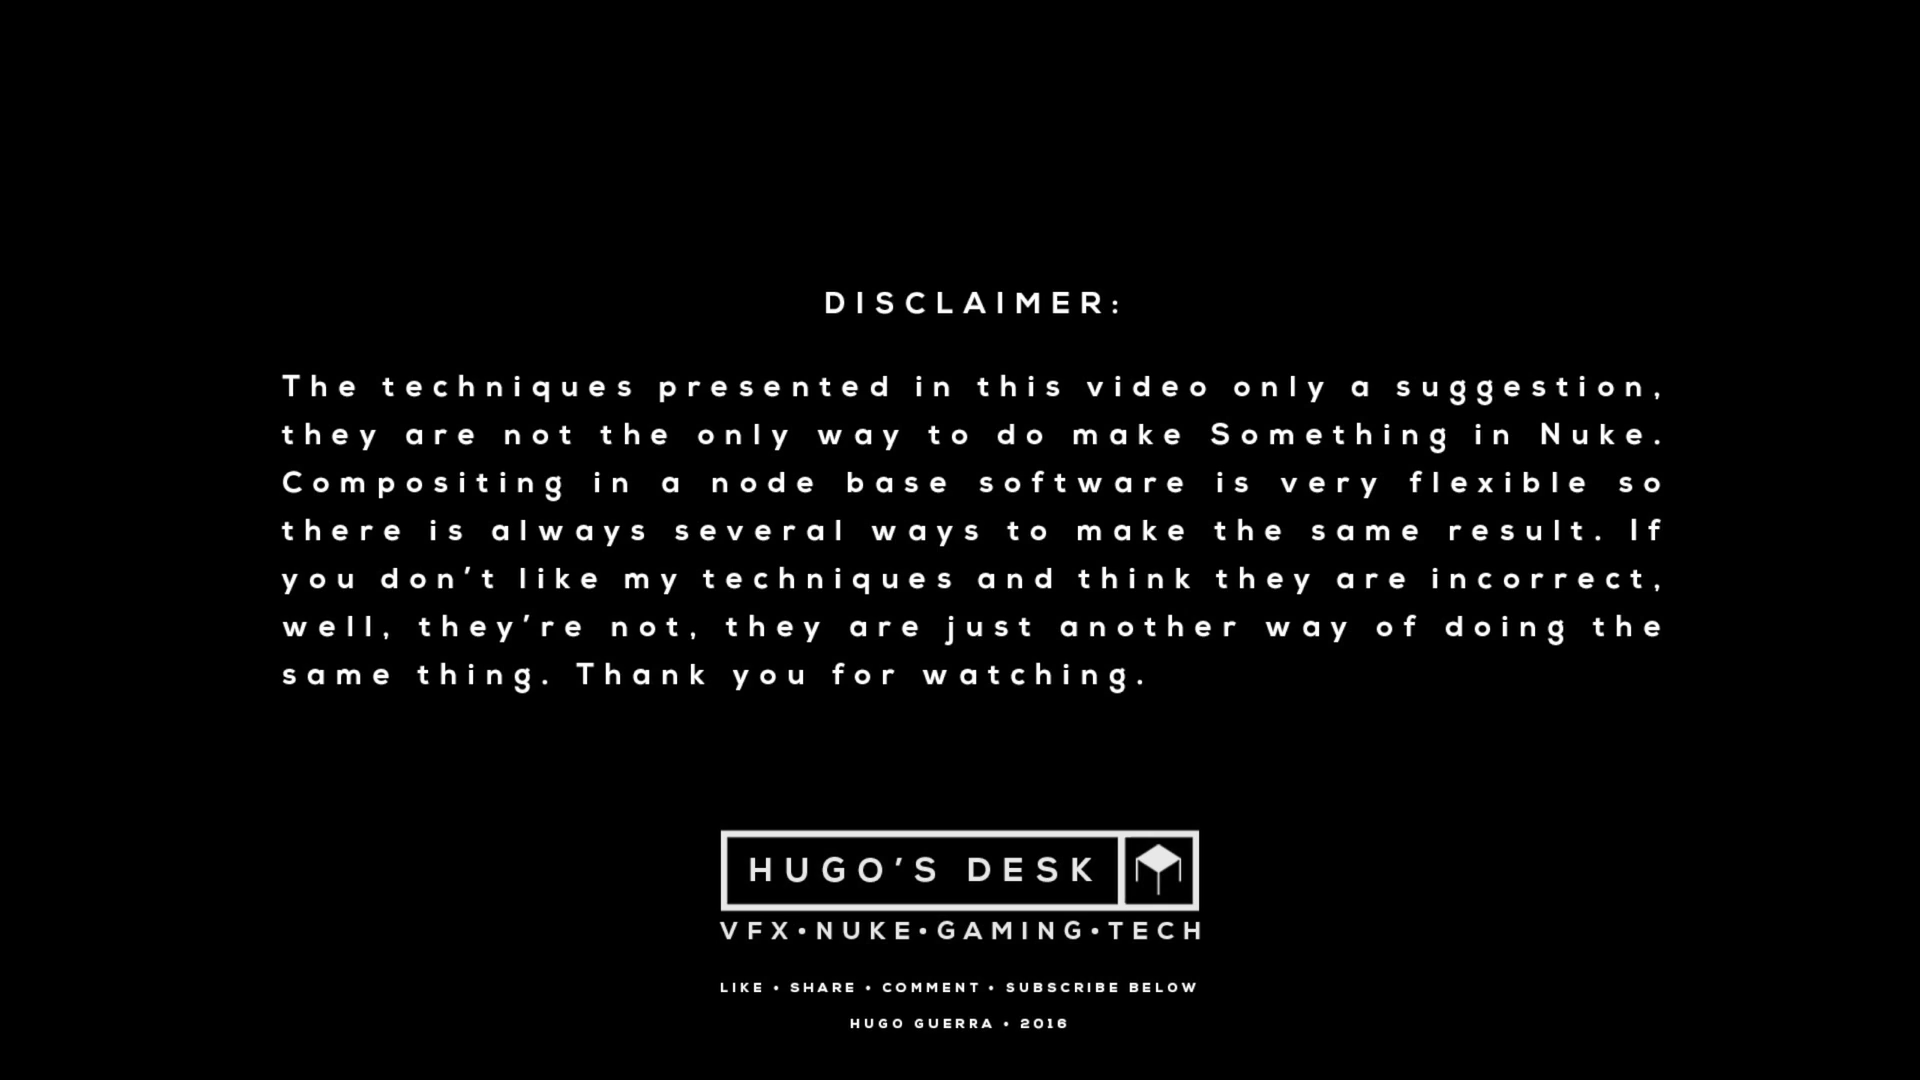 DISCLAIMER:
The techniques presented in this video only a suggestion,
they are not the only way to do make Something in Nuke.
Compositing in a node base software is very flexible so
there is always several ways to make the same result. If
you don’t like my techniques and think they are incorrect,
well, they’re not, they are just another way of doing the
same thing. Thank you for watching.
HUGO’S DESK
VFX•NUKE•GAMING•TECH
LIKE • SHARE • COMMENT • SUBSCRIBE BELOW
HUGO GUERRA • 2016